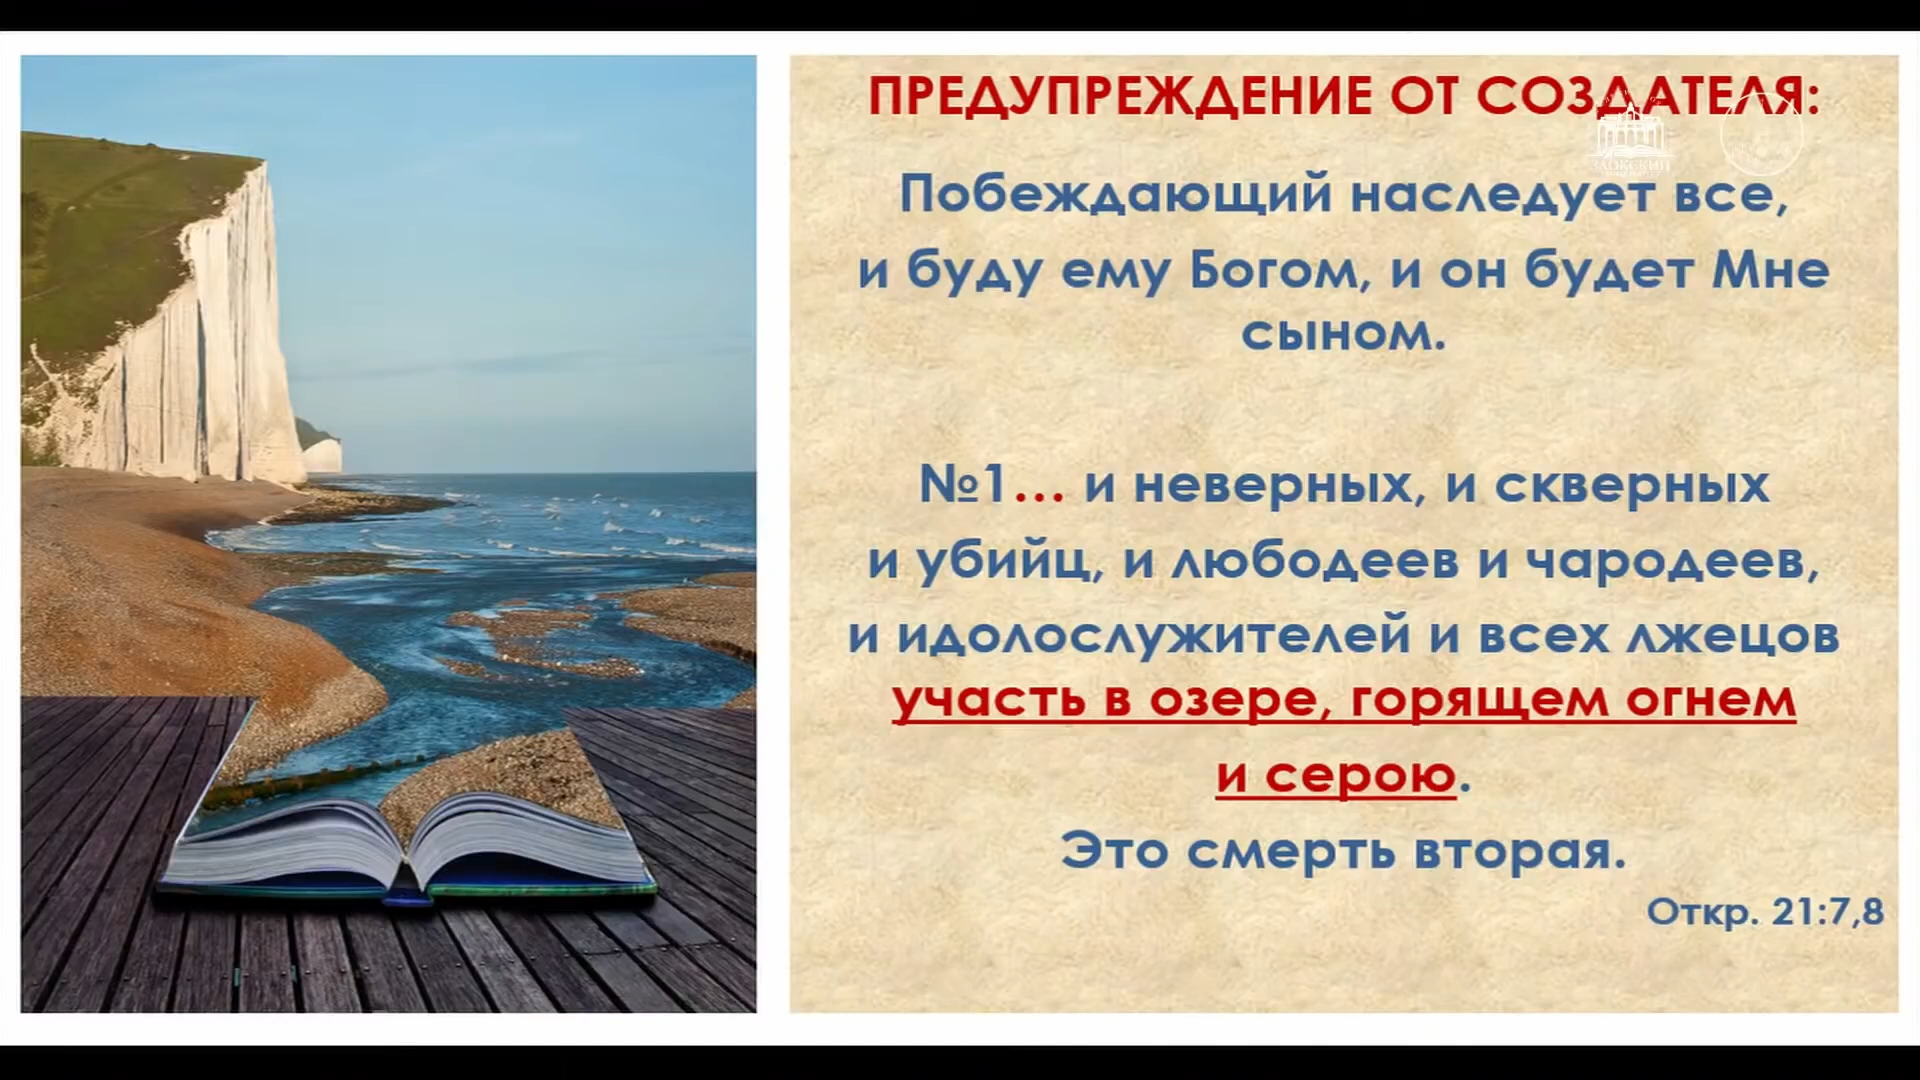 ПРЕДУПРЕЖДЕНИЕ ОТ СОЗДАТЕЛЯ:
ЗАОКСКИЙ
Побеждающий наследует все,
и буду ему Богом, и он будет Мне
сыном.
№1... и неверных, и скверных
и убийц, и любодеев и чародеев,
и идолослужителей и всех лжецов
участь в озере, горящем огнем
и серою.
Это смерть вторая.
Откр. 21:7,8